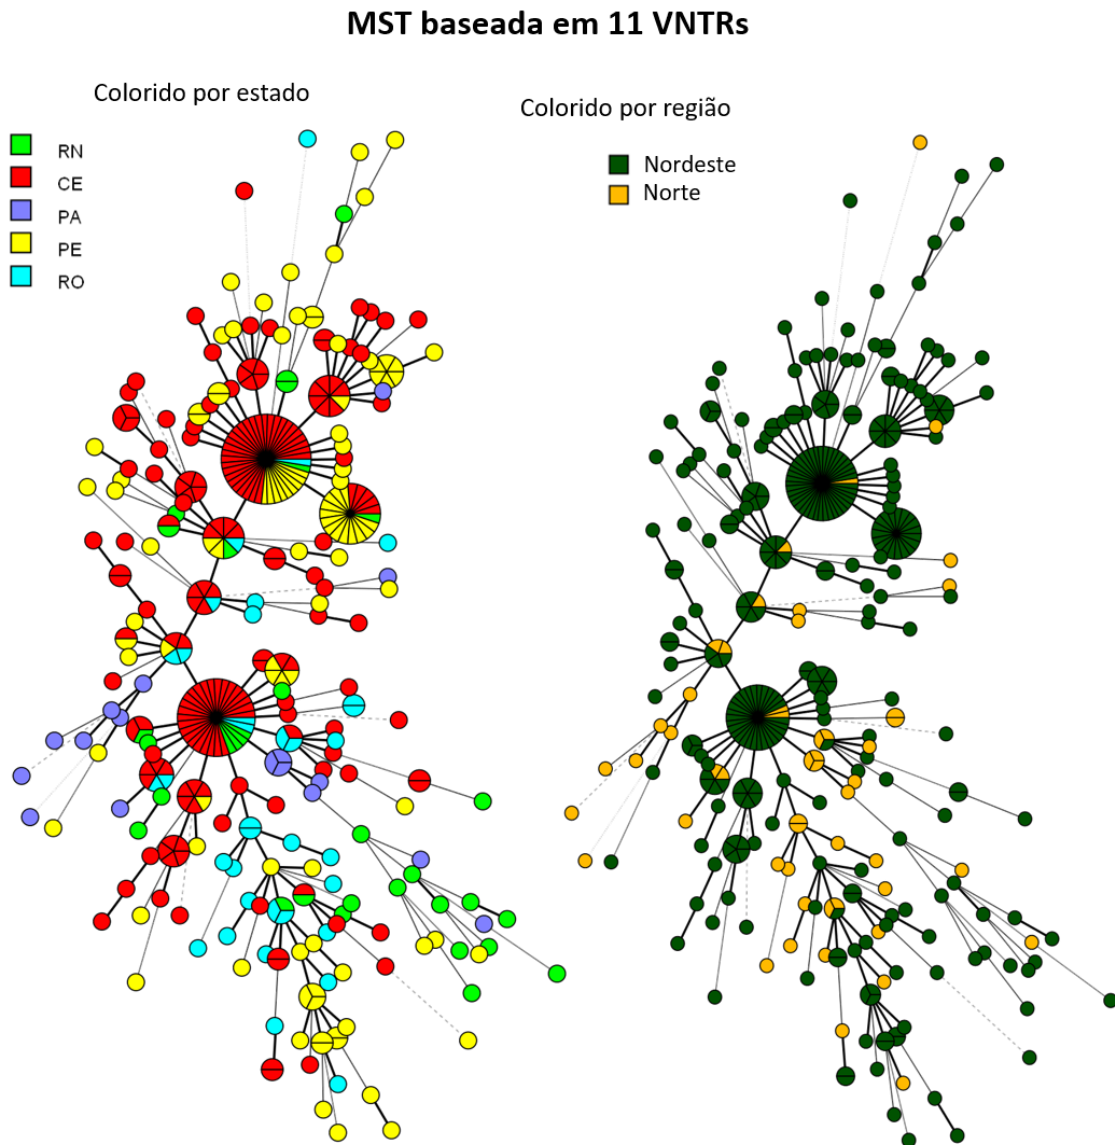 MST baseada em 11 VNTRs
Colorido por estado
RN
CE
PA
PE
RO
Colorido por região
Nordeste
Norte